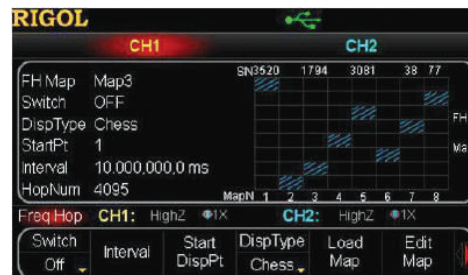 RIGOL
CH1 CH2
FH Map Map3
Switch OFF
DispType Chess
StartPt 1
Interval 10.000,000,0 ms
HopNum 4095
SN3520 1794 3081 38 77
FH
Ma
MapN 1 2 3 4 5 6 7 8
Freq Hop CH1: HighZ 1X CH2: HighZ 1X
Switch Off
Interval
Start DispPt
DispType Chess
Load Map
Edit Map